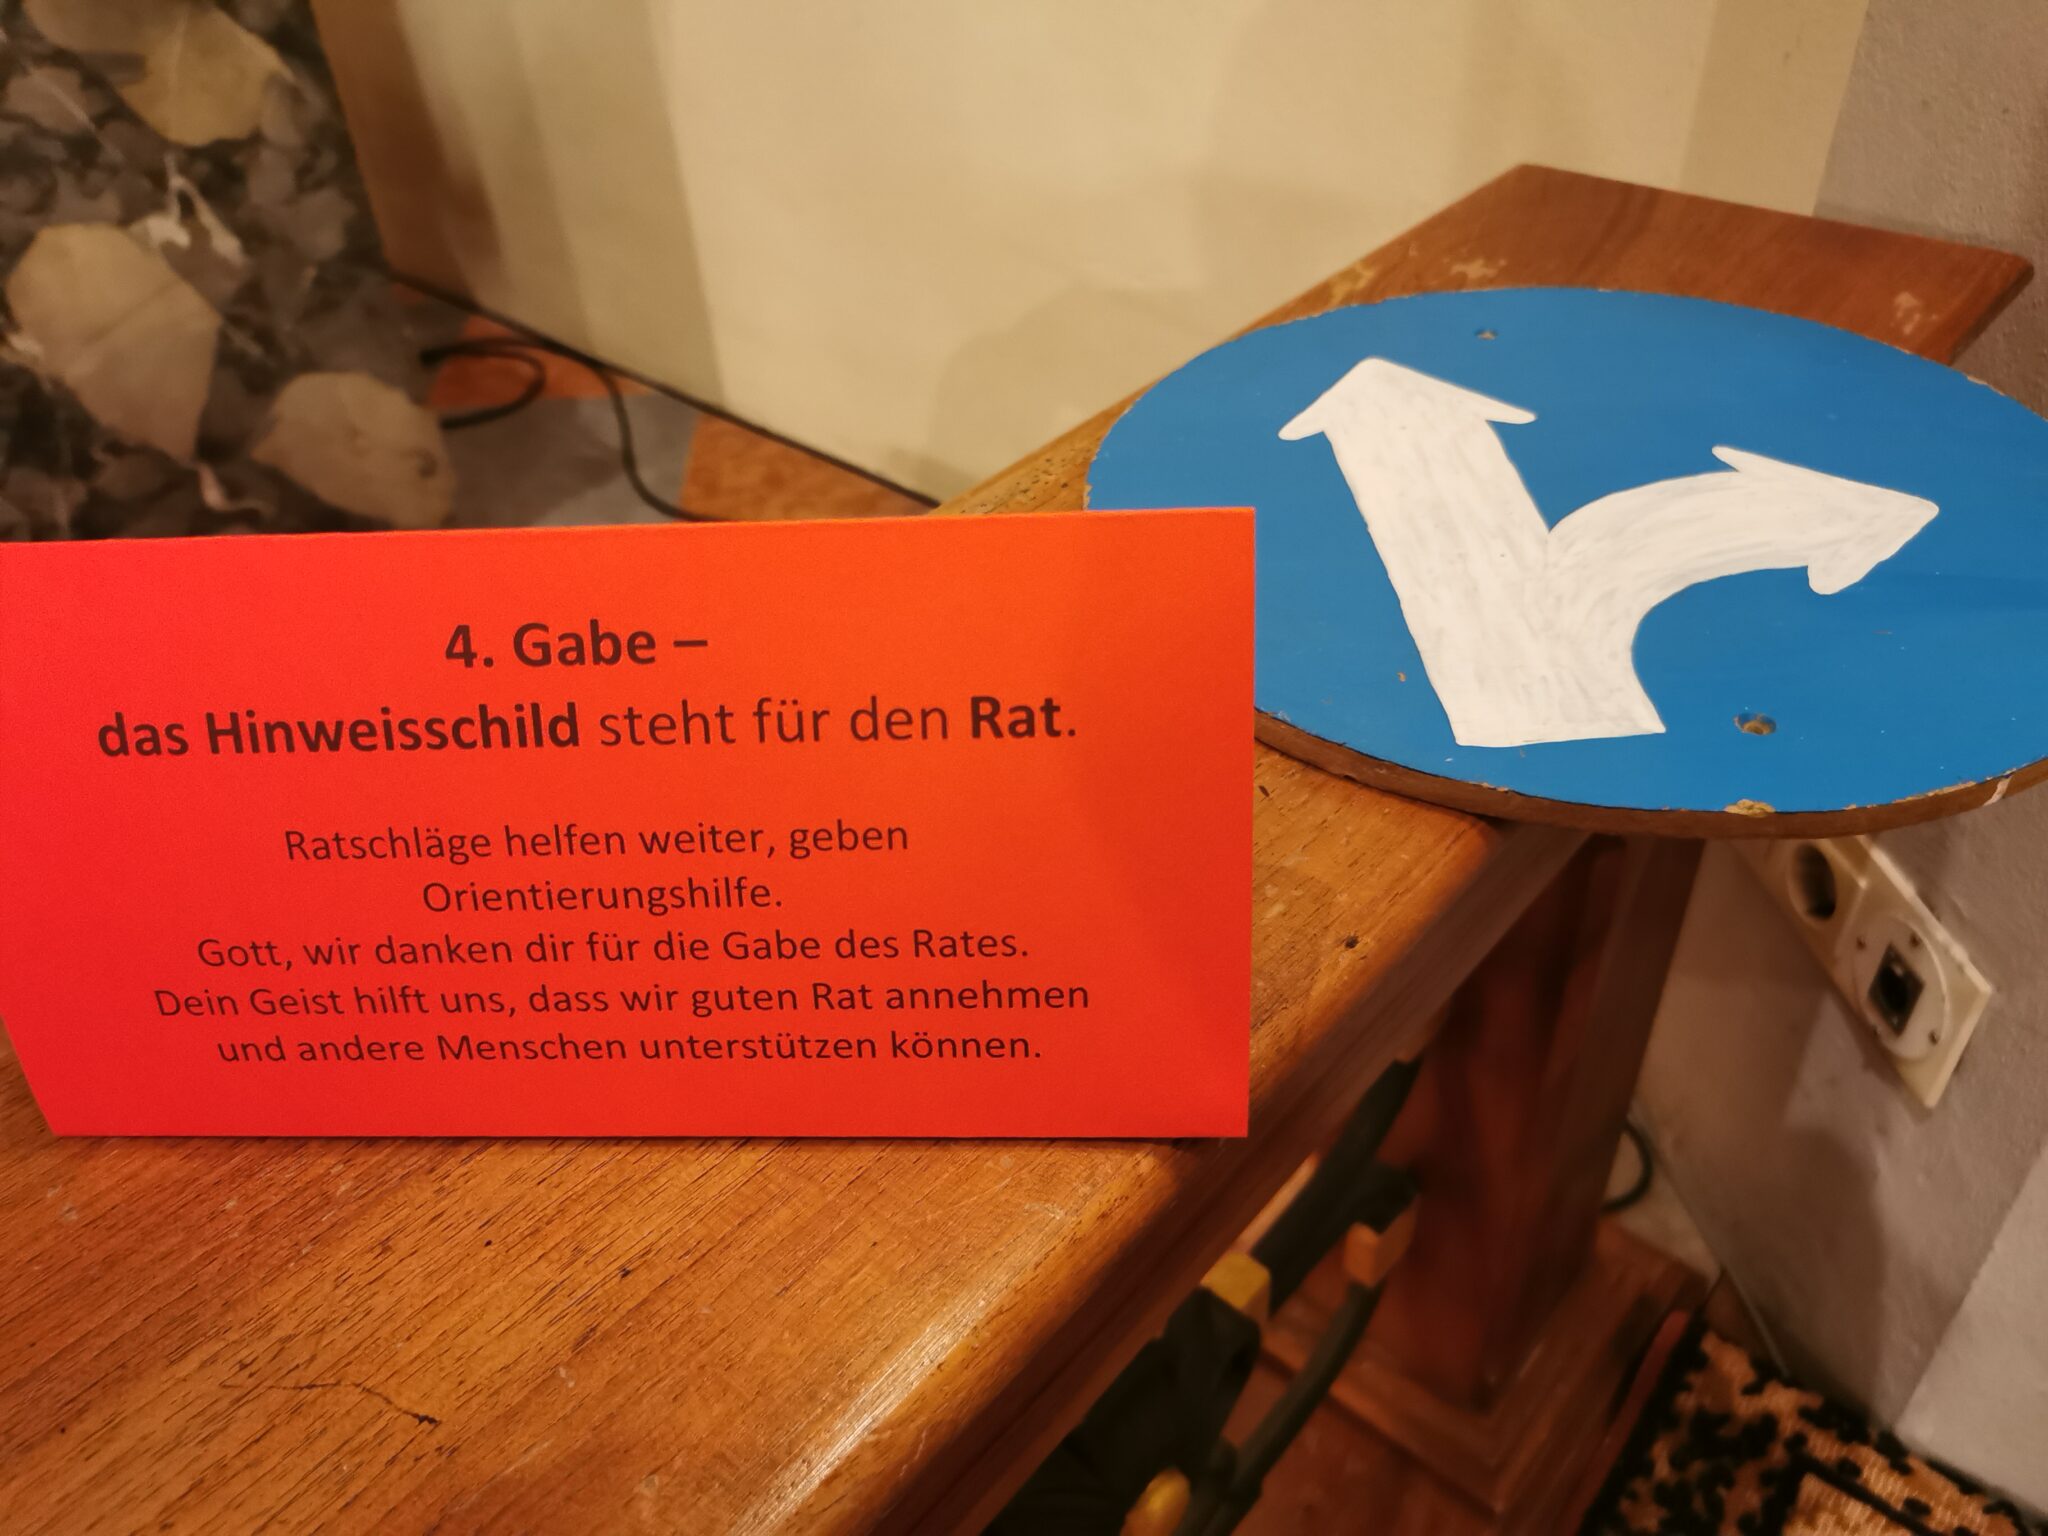 4. Gabe –
das Hinweisschild steht für den Rat.
Ratschläge helfen weiter, geben
Orientierungshilfe.
Gott, wir danken dir für die Gabe des Rates.
Dein Geist hilft uns, dass wir guten Rat annehmen
und andere Menschen unterstützen können.